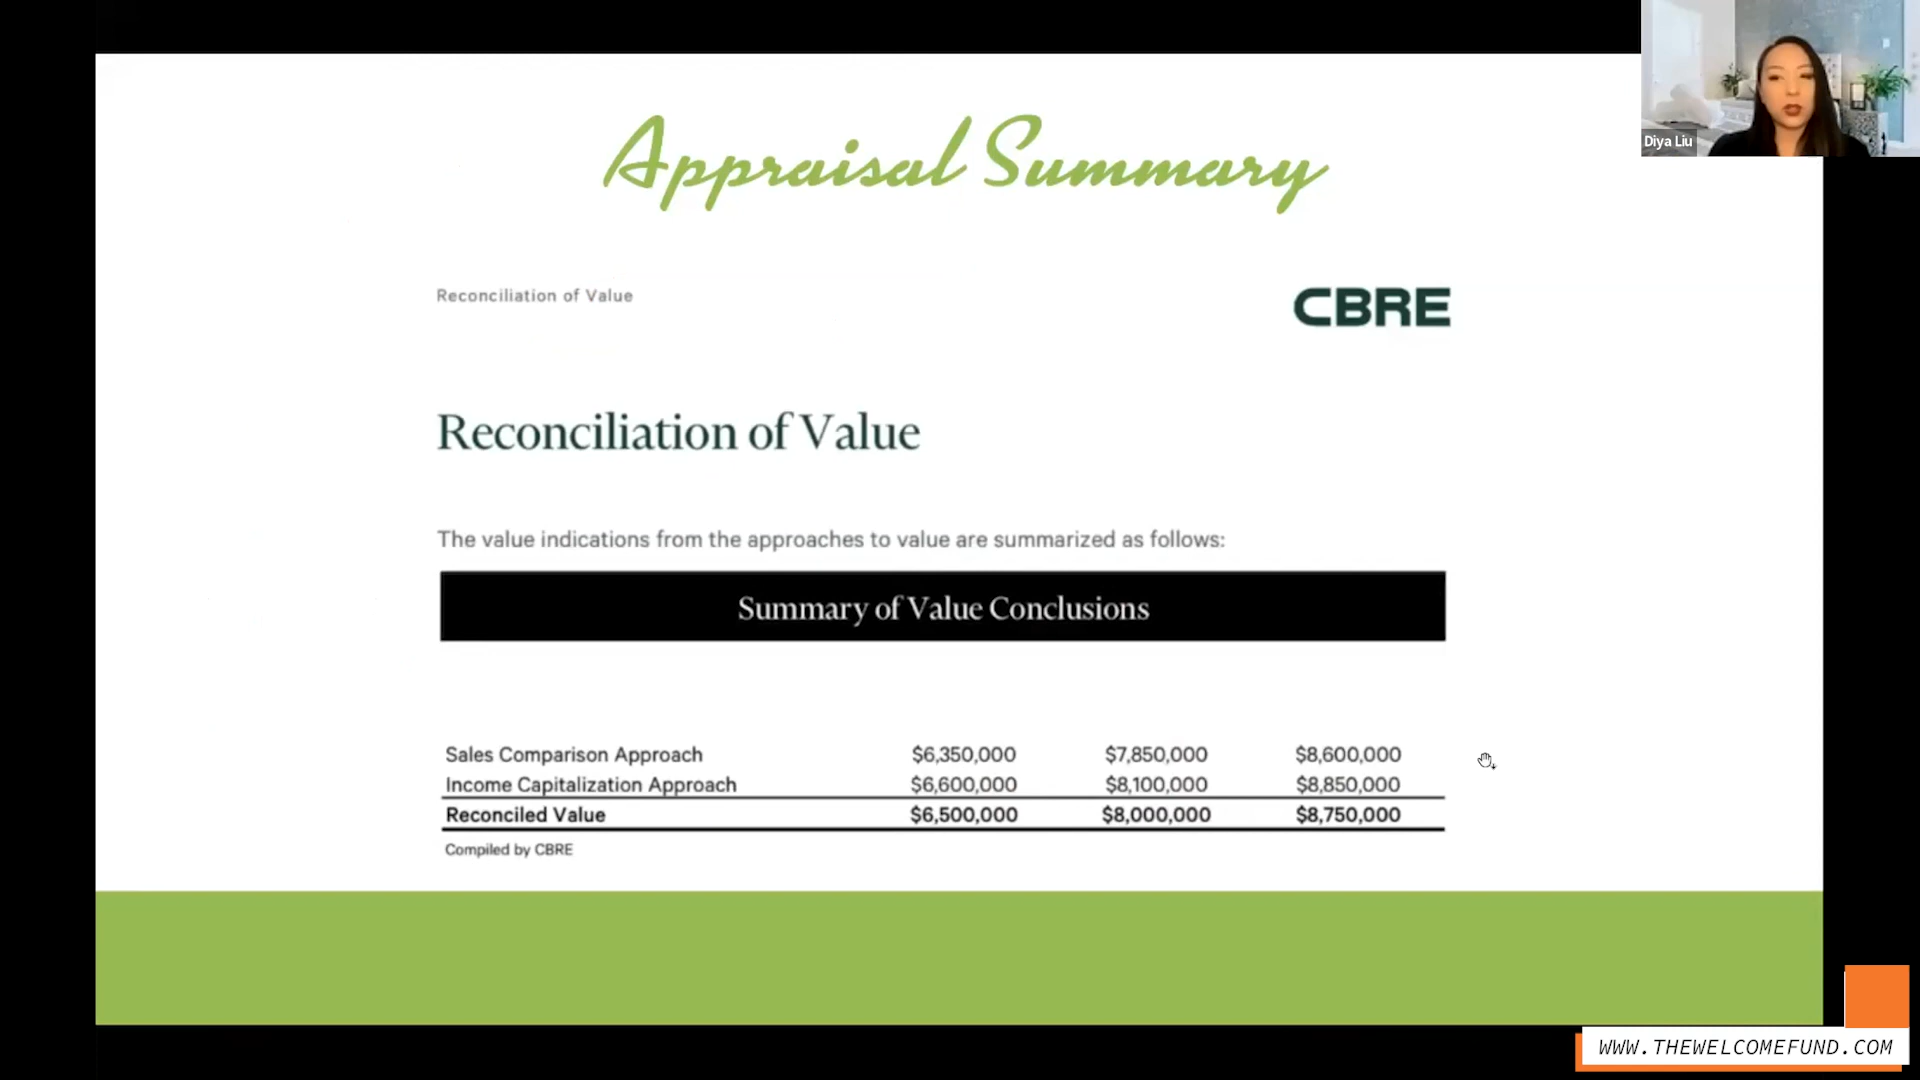 Appraisal Summary
Diya Liu
Reconciliation of Value
CBRE
Reconciliation of Value
The value indications from the approaches to value are summarized as follows:
Summary of Value Conclusions
Sales Comparison Approach $6,350,000 $7,850,000 $8,600,000
Income Capitalization Approach $6,600,000 $8,100,000 $8,850,000
Reconciled Value $6,500,000 $8,000,000 $8,750,000
Compiled by CBRE
WWW.THEWELCOMEFUND.COM